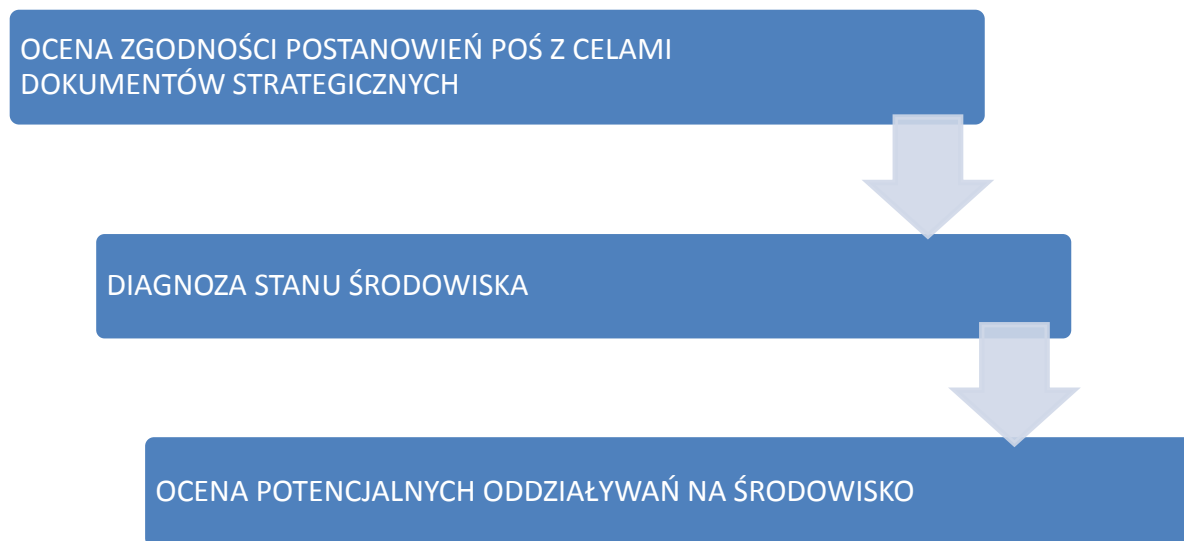 OCENA ZGODNOŚCI POSTANOWIEŃ POŚ Z CELAMI
DOKUMENTÓW STRATEGICZNYCH
DIAGNOZA STANU ŚRODOWISKA
OCENA POTENCJALNYCH ODDZIAŁYWAŃ NA ŚRODOWISKO